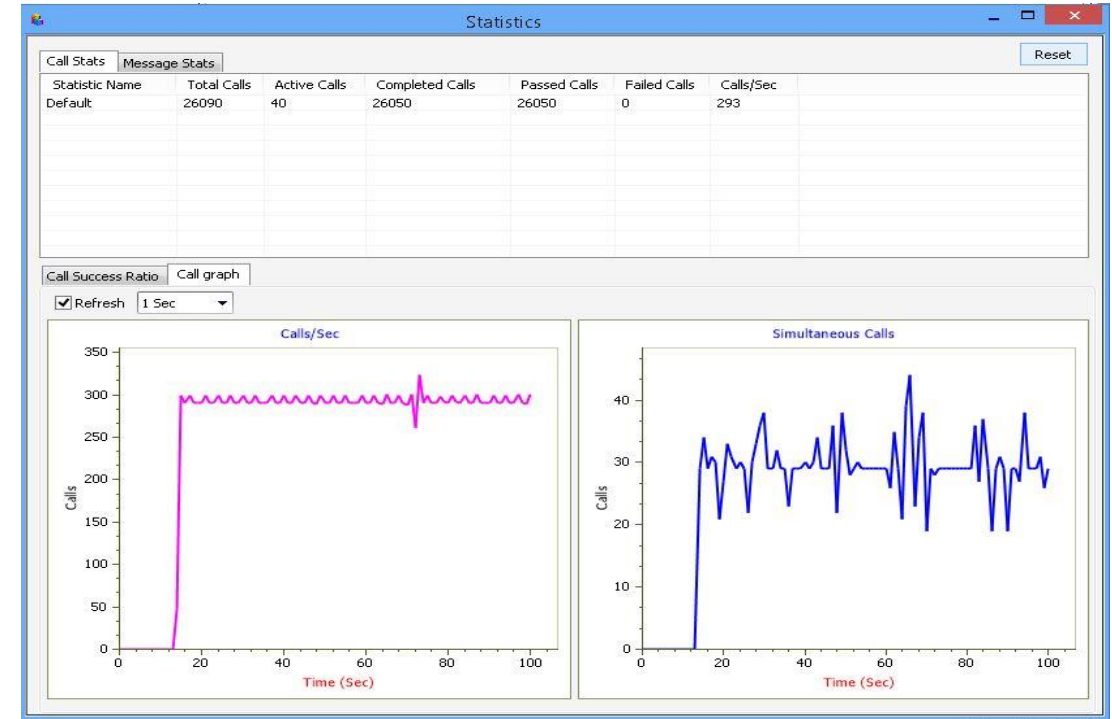 Statistics
Call Stats Message Stats Reset
Statistic Name Total Calls Active Calls Completed Calls Passed Calls Failed Calls Calls/Sec
Default 26090 40 26050 26050 0 293
Call Success Ratio Call graph
Refresh 1 Sec
Calls/Sec
350
300
250
200
150
100
50
0
Calls
0 20 40 60 80 100
Time (Sec)
Simultaneous Calls
40
30
20
10
0
Calls
0 20 40 60 80 100
Time (Sec)